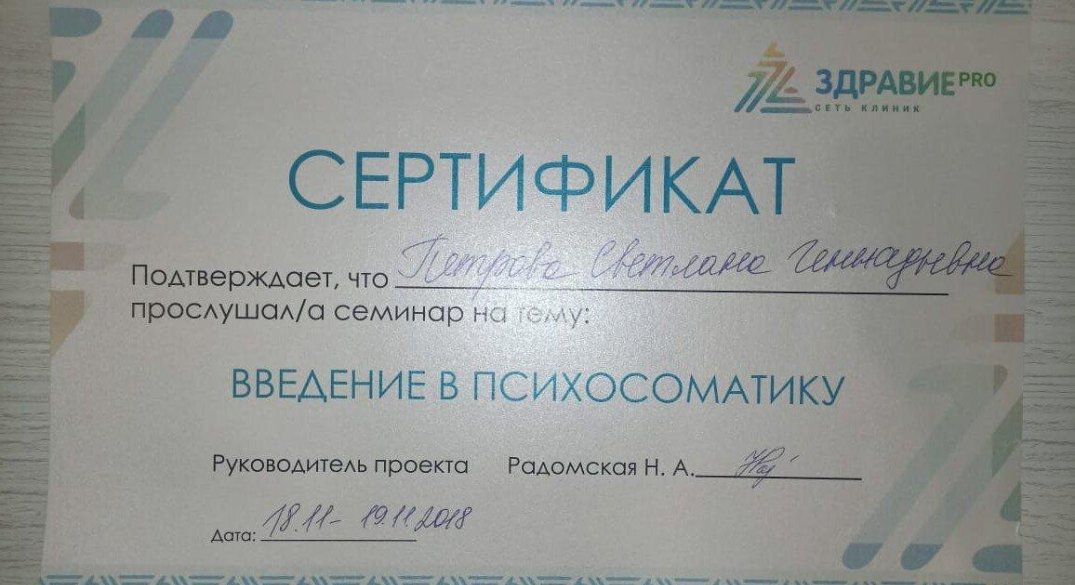 ЗДРАВИЕ PRO
СЕТЬ КЛИНИК
СЕРТИФИКАТ
Подтверждает, что Петрова Светлана Геннадьевна
прослушал/а семинар на тему:
ВВЕДЕНИЕ В ПСИХОСОМАТИКУ
Руководитель проекта Радомская Н. А.
Дата: 18.11 - 19.11.2018